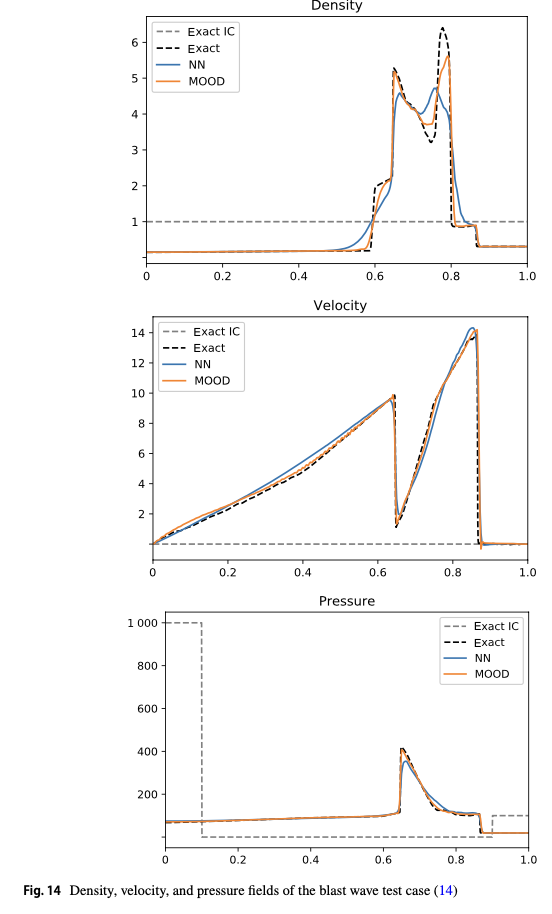 Density
Exact IC
Exact
NN
MOOD
6
5
4
3
2
1
0 0.2 0.4 0.6 0.8 1.0
Velocity
Exact IC
Exact
NN
MOOD
14
12
10
8
6
4
2
0 0.2 0.4 0.6 0.8 1.0
Pressure
Exact IC
Exact
NN
MOOD
1 000
800
600
400
200
0 0.2 0.4 0.6 0.8 1.0
Fig. 14 Density, velocity, and pressure fields of the blast wave test case (14)